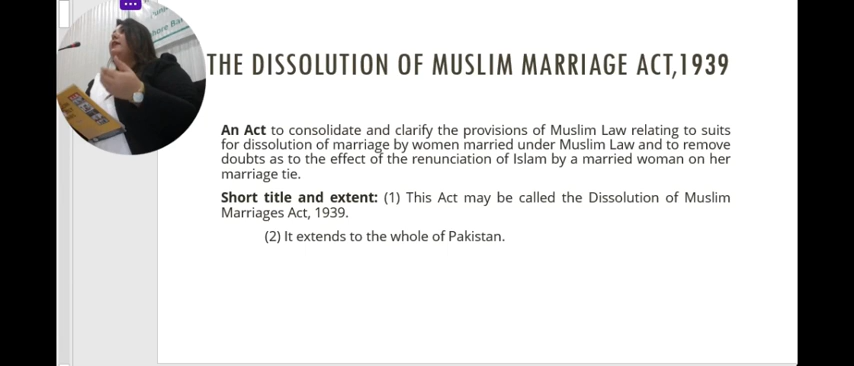 THE DISSOLUTION OF MUSLIM MARRIAGE ACT,1939
An Act to consolidate and clarify the provisions of Muslim Law relating to suits
for dissolution of marriage by women married under Muslim Law and to remove
doubts as to the effect of the renunciation of Islam by a married woman on her
marriage tie.
Short title and extent: (1) This Act may be called the Dissolution of Muslim
Marriages Act, 1939.
(2) It extends to the whole of Pakistan.